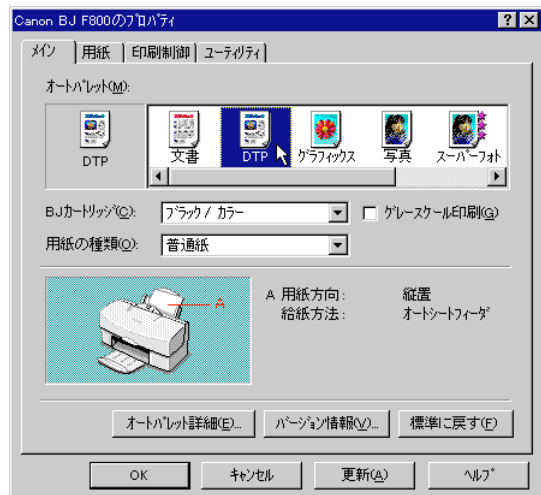 Canon BJ F800のﾌﾟﾛﾊﾟﾃｨ
ﾒｲﾝ 用紙 印刷制御 ﾕｰﾃｨﾘﾃｨ
ｵｰﾄﾊﾟﾚｯﾄ(M):
DTP
文書 DTP ｸﾞﾗﾌｨｯｸｽ 写真 ｽｰﾊﾟｰﾌｫﾄ
BJｶｰﾄﾘｯｼﾞ(C): ﾌﾞﾗｯｸ / ｶﾗｰ ｸﾞﾚｰｽｹｰﾙ印刷(G)
用紙の種類(O): 普通紙
A
A 用紙方向: 縦置
給紙方法: ｵｰﾄｼｰﾄﾌｨｰﾀﾞ
ｵｰﾄﾊﾟﾚｯﾄ詳細(E)... ﾊﾞｰｼﾞｮﾝ情報(V)... 標準に戻す(F)
OK ｷｬﾝｾﾙ 更新(A) ﾍﾙﾌﾟ